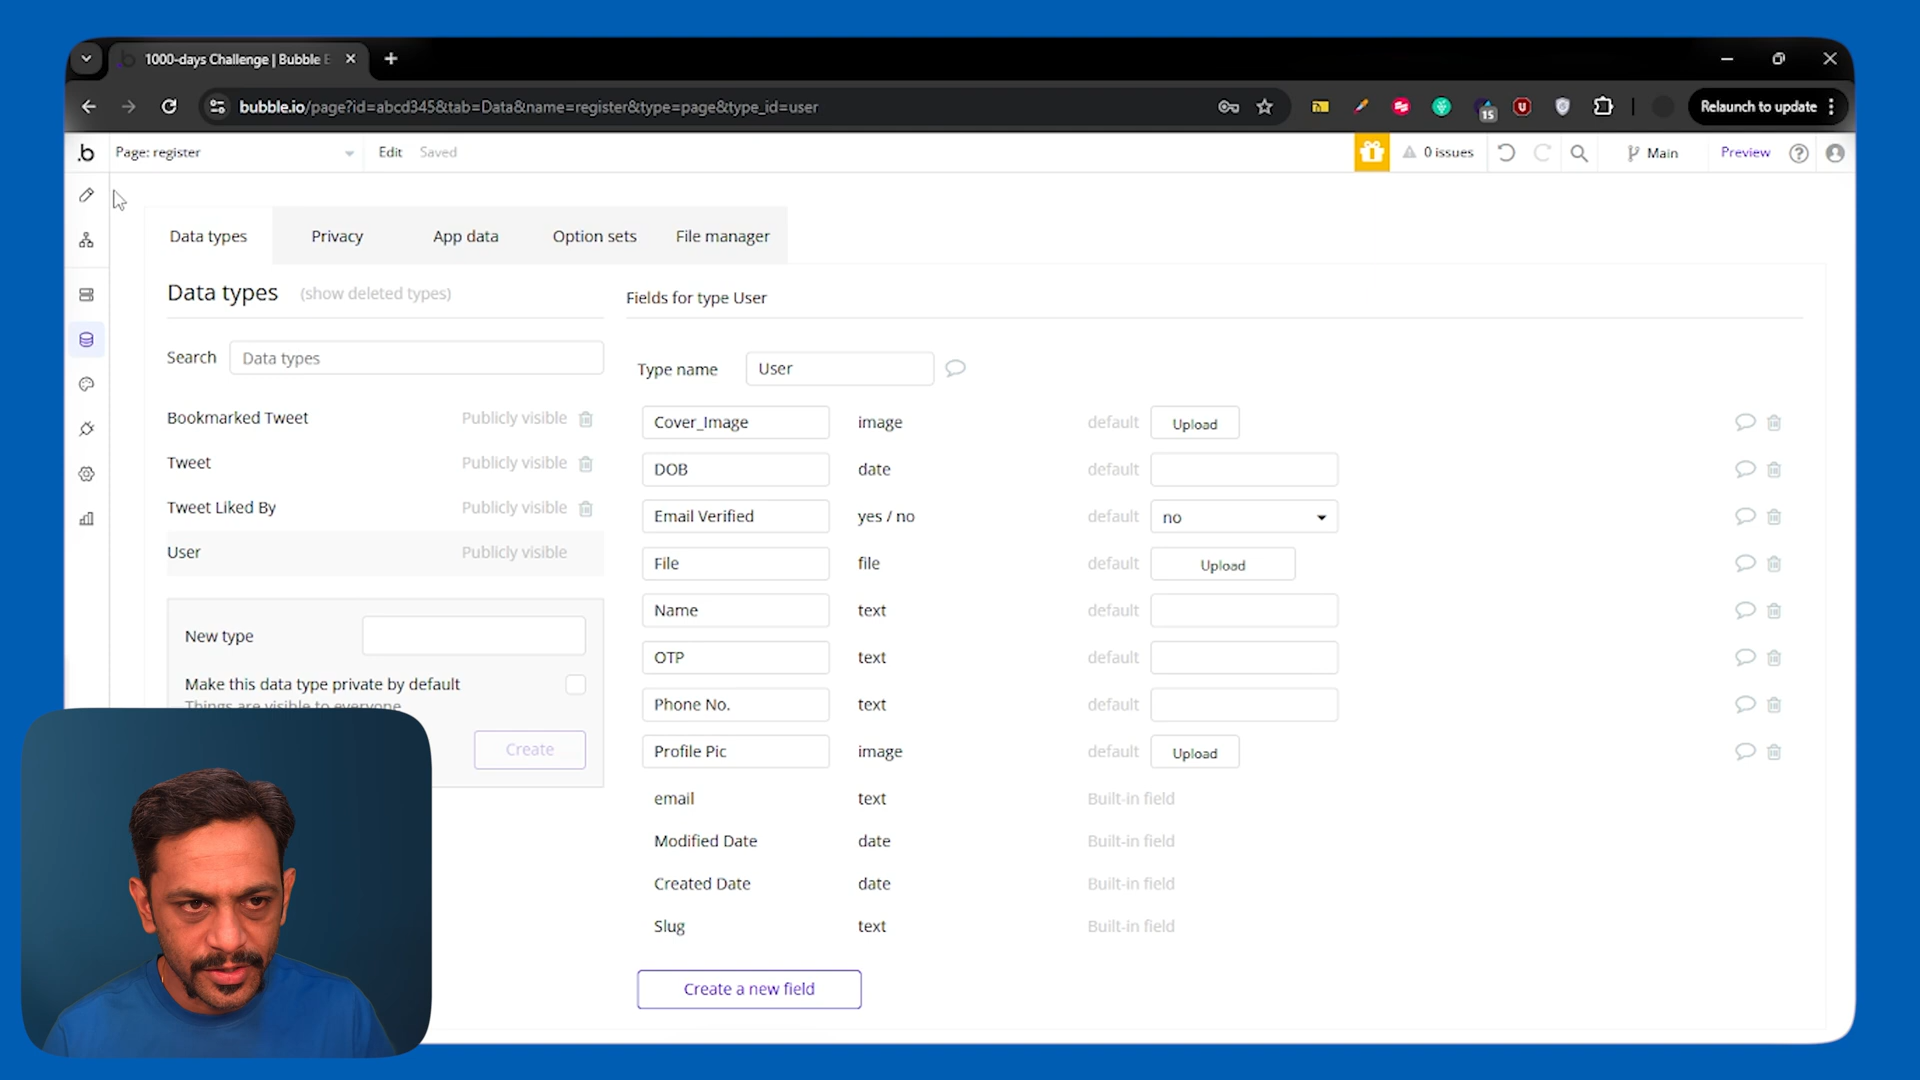 1000-days Challenge | Bubble E
bubble.io/page?id=abcd345&tab=Data&name=register&type=page&type_id=user
15
Relaunch to update
Page: register
Edit
Saved
0 issues
Main
Preview
Data types
Privacy
App data
Option sets
File manager
Data types (show deleted types)
Search
Data types
Bookmarked Tweet Publicly visible
Tweet Publicly visible
Tweet Liked By Publicly visible
User Publicly visible
New type
Make this data type private by default
Things are visible to everyone
Create
Fields for type User
Type name User
Cover_Image image default Upload
DOB date default
Email Verified yes / no default no
File file default Upload
Name text default
OTP text default
Phone No. text default
Profile Pic image default Upload
email text Built-in field
Modified Date date Built-in field
Created Date date Built-in field
Slug text Built-in field
Create a new field